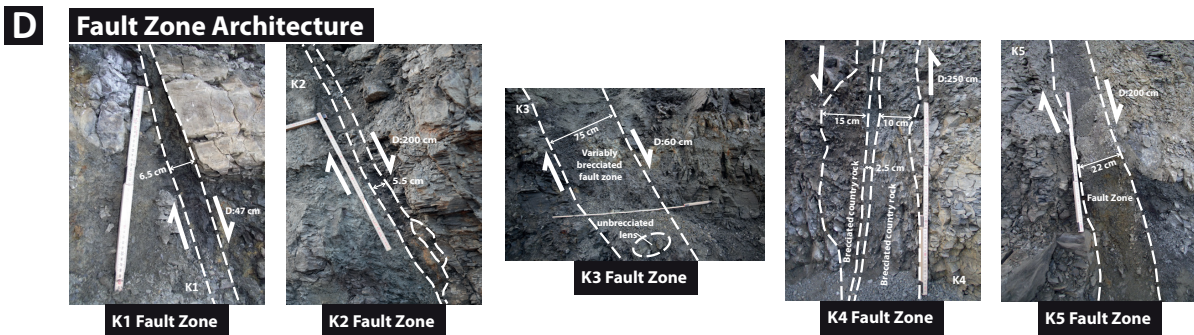 D
Fault Zone Architecture
6.5 cm
D:47 cm
K1
K1 Fault Zone
K2
D:200 cm
5.5 cm
K2 Fault Zone
K3
75 cm
D:60 cm
Variably
brecciated
fault zone
unbrecciated
lens
K3 Fault Zone
D:250 cm
15 cm
10 cm
2.5 cm
Brecciated country rock
Brecciated country rock
K4
K4 Fault Zone
K5
D:200 cm
22 cm
Fault Zone
K5 Fault Zone